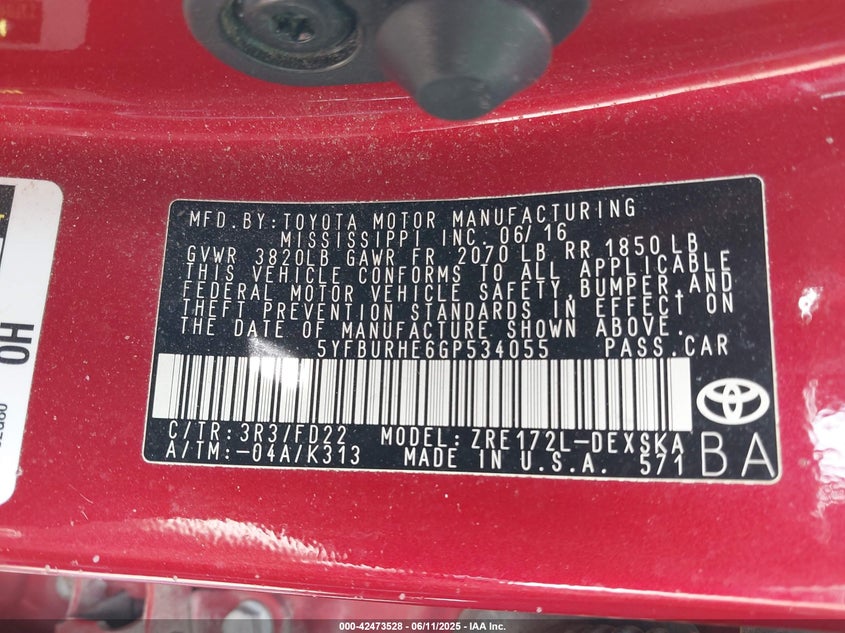 MFD.BY:TOYOTA MOTOR MANUFACTURING
MISSISSIPPI INC. 06/16
GVWR 3820LB GAWR FR 2070 LB RR 1850 LB
THIS VEHICLE CONFORMS TO ALL APPLICABLE
FEDERAL MOTOR VEHICLE SAFETY,BUMPER,AND
THEFT PREVENTION STANDARDS IN EFFECT ON
THE DATE OF MANUFACTURE SHOWN ABOVE.
5YFBURHE6GP534055 PASS.CAR
C/TR:3R3/FD22 MODEL:ZRE172L-DEXSKA
A/TM:-04A/K313 MADE IN U.S.A. 571
BA
OH
000-42473528 - 06/11/2025 - IAA Inc.